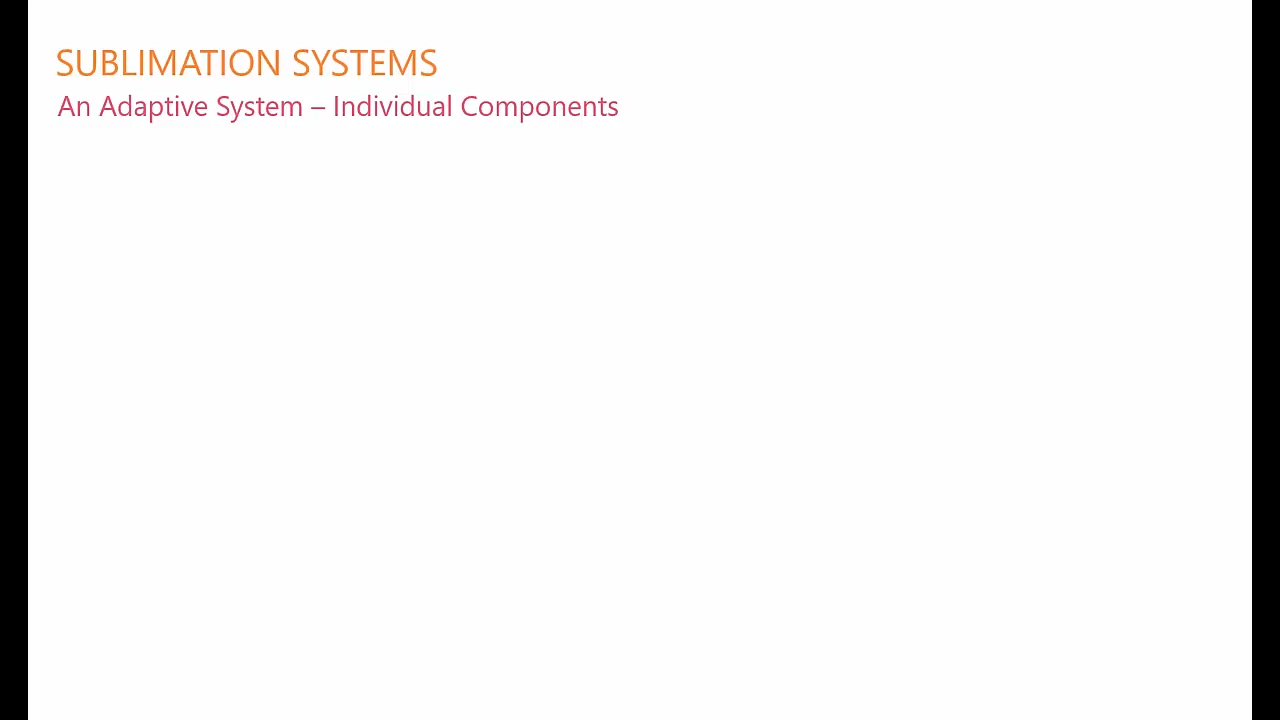 SUBLIMATION SYSTEMS
An Adaptive System – Individual Components